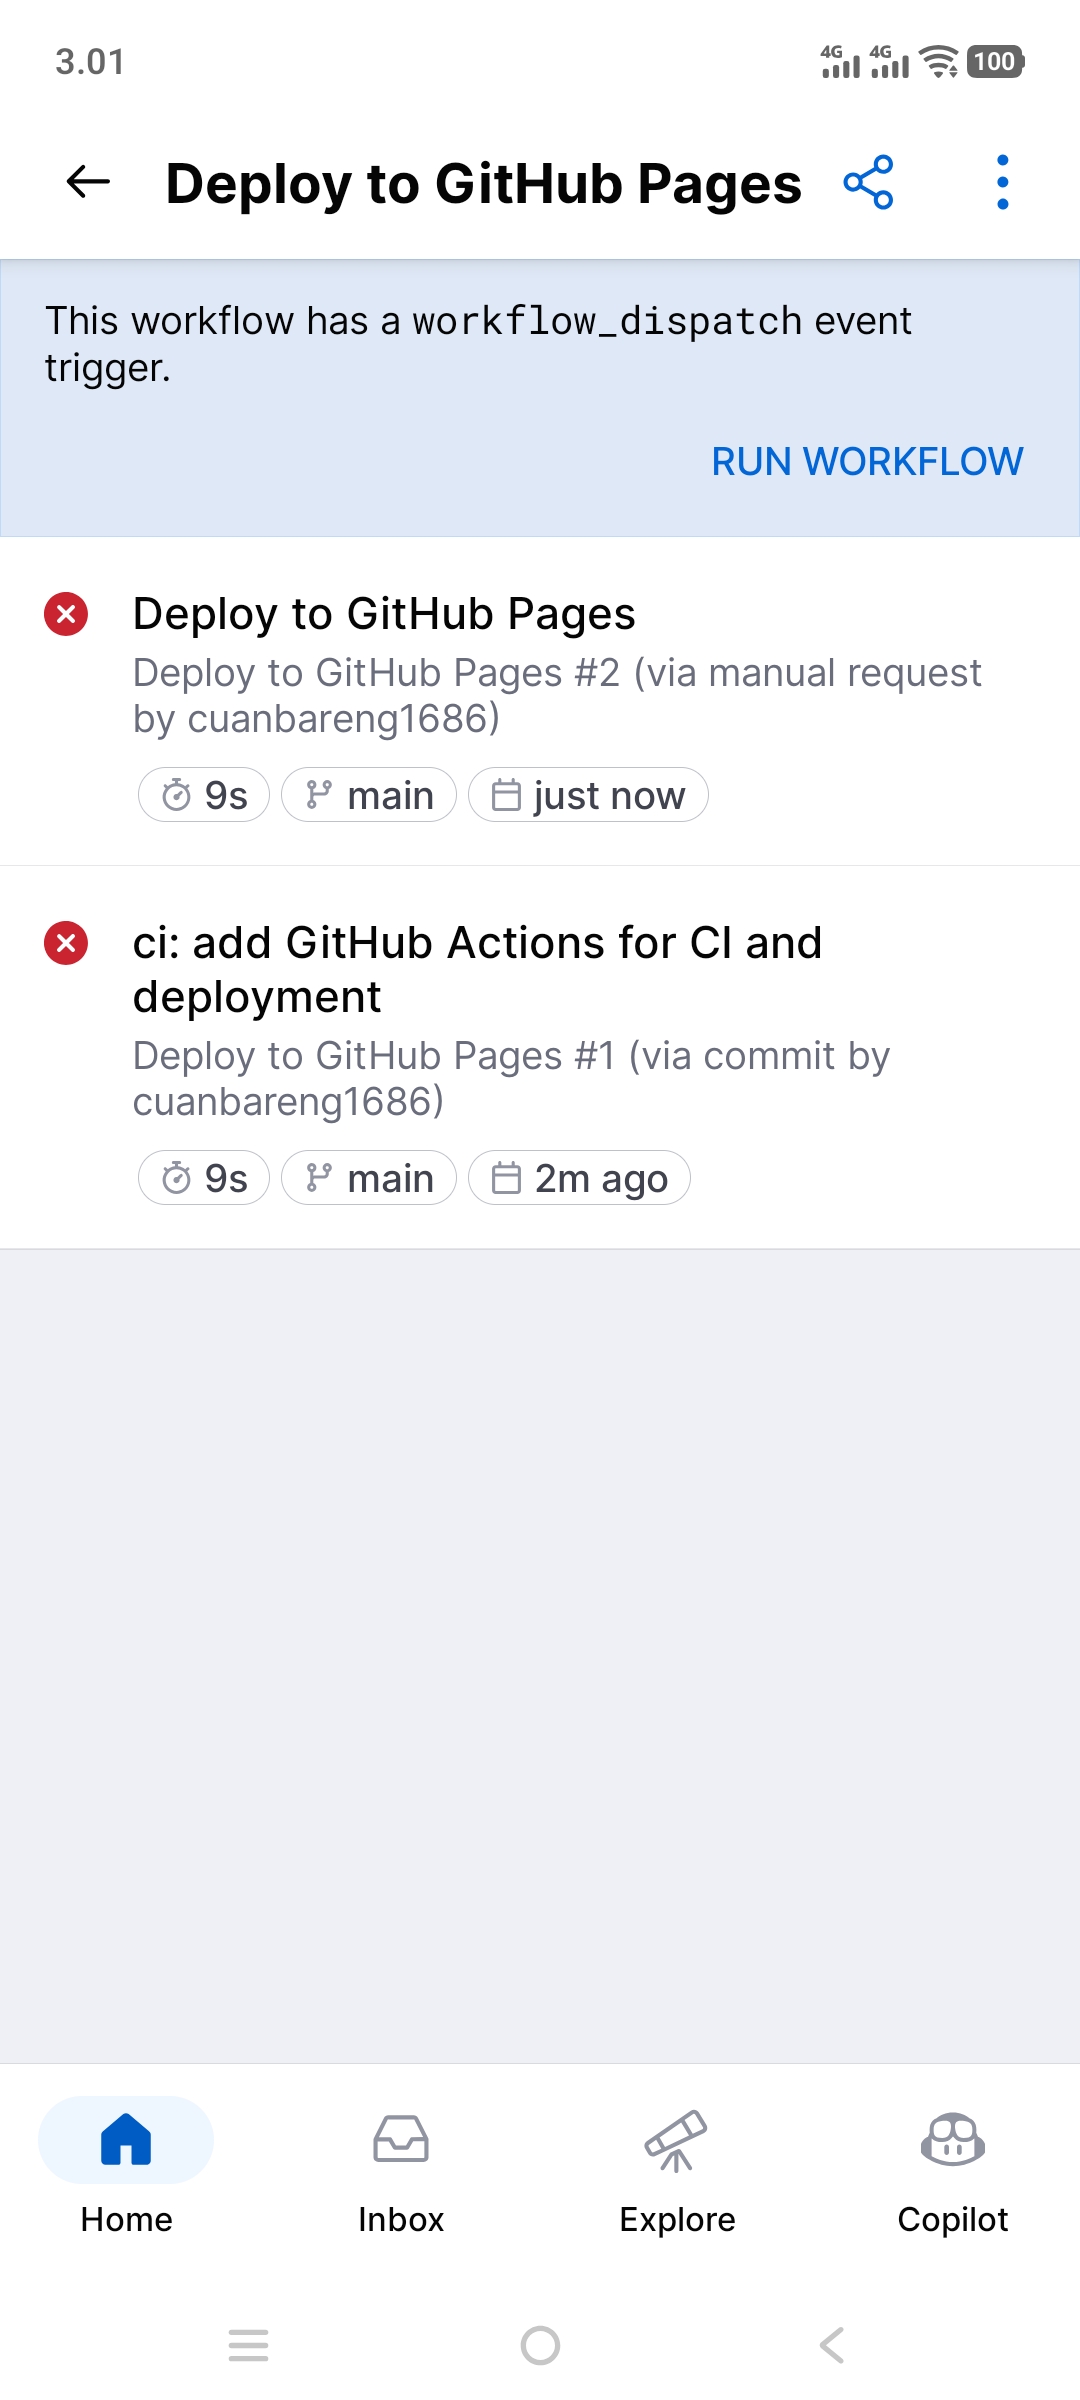 3.01
4G 4G 100
Deploy to GitHub Pages
This workflow has a workflow_dispatch event
trigger.
RUN WORKFLOW
Deploy to GitHub Pages
Deploy to GitHub Pages #2 (via manual request
by cuanbareng1686)
9s main just now
ci: add GitHub Actions for CI and
deployment
Deploy to GitHub Pages #1 (via commit by
cuanbareng1686)
9s main 2m ago
Home Inbox Explore Copilot